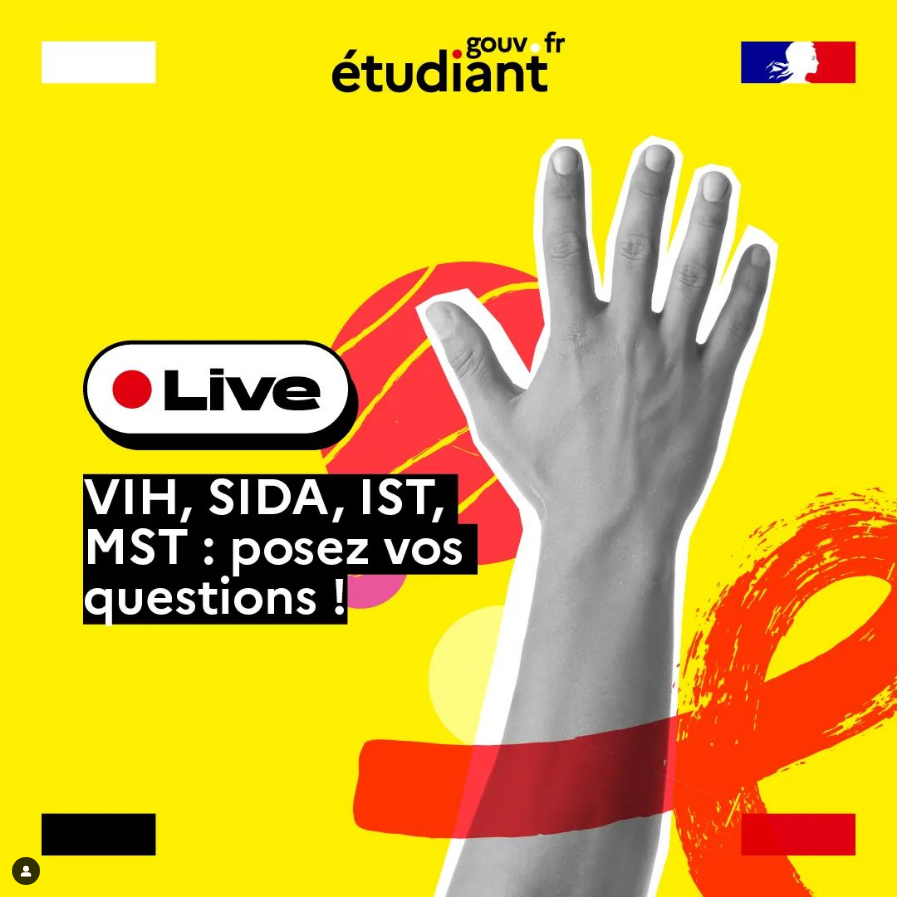 étudiant.gouv.fr
Live
VIH, SIDA, IST,
MST : posez vos
questions !